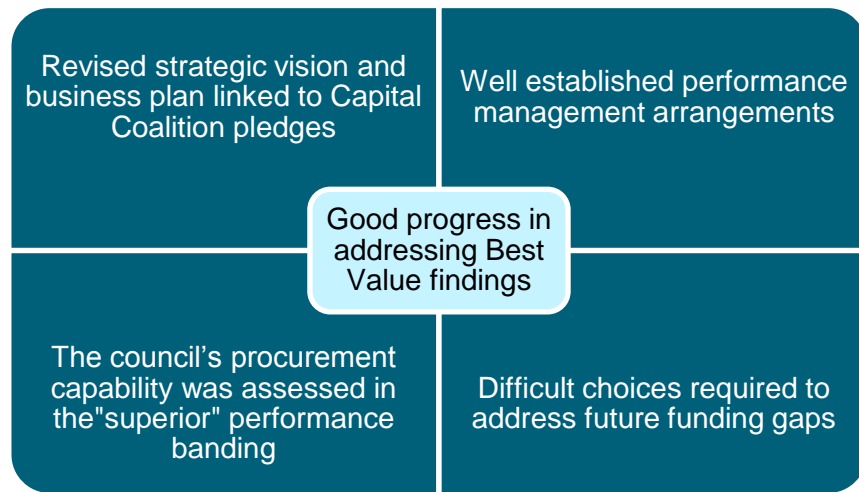 Revised strategic vision and
business plan linked to Capital
Coalition pledges
Well established performance
management arrangements
Good progress in
addressing Best
Value findings
The council's procurement
capability was assessed in
the"superior" performance
banding
Difficult choices required to
address future funding gaps